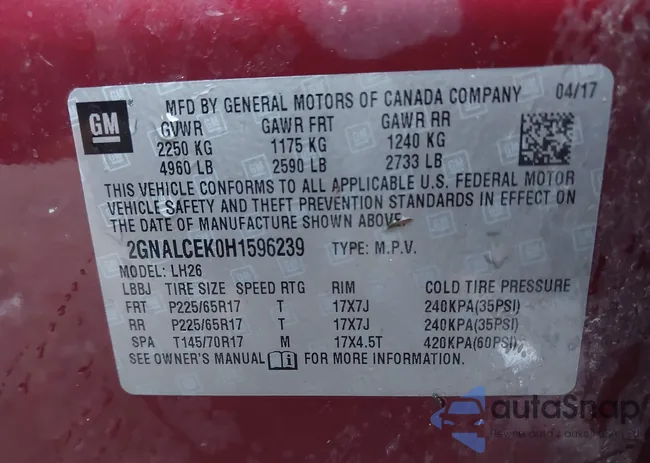 GM
MFD BY GENERAL MOTORS OF CANADA COMPANY 04/17
GVWR GAWR FRT GAWR RR
2250 KG 1175 KG 1240 KG
4960 LB 2590 LB 2733 LB
THIS VEHICLE CONFORMS TO ALL APPLICABLE U.S. FEDERAL MOTOR
VEHICLE SAFETY AND THEFT PREVENTION STANDARDS IN EFFECT ON
THE DATE OF MANUFACTURE SHOWN ABOVE.
2GNALCEK0H1596239 TYPE: M.P.V.
MODEL: LH26
LBBJ TIRE SIZE SPEED RTG RIM COLD TIRE PRESSURE
FRT P225/65R17 T 17X7J 240KPA(35PSI)
RR P225/65R17 T 17X7J 240KPA(35PSI)
SPA T145/70R17 M 17X4.5T 420KPA(60PSI)
SEE OWNER'S MANUAL FOR MORE INFORMATION.
autoSnap